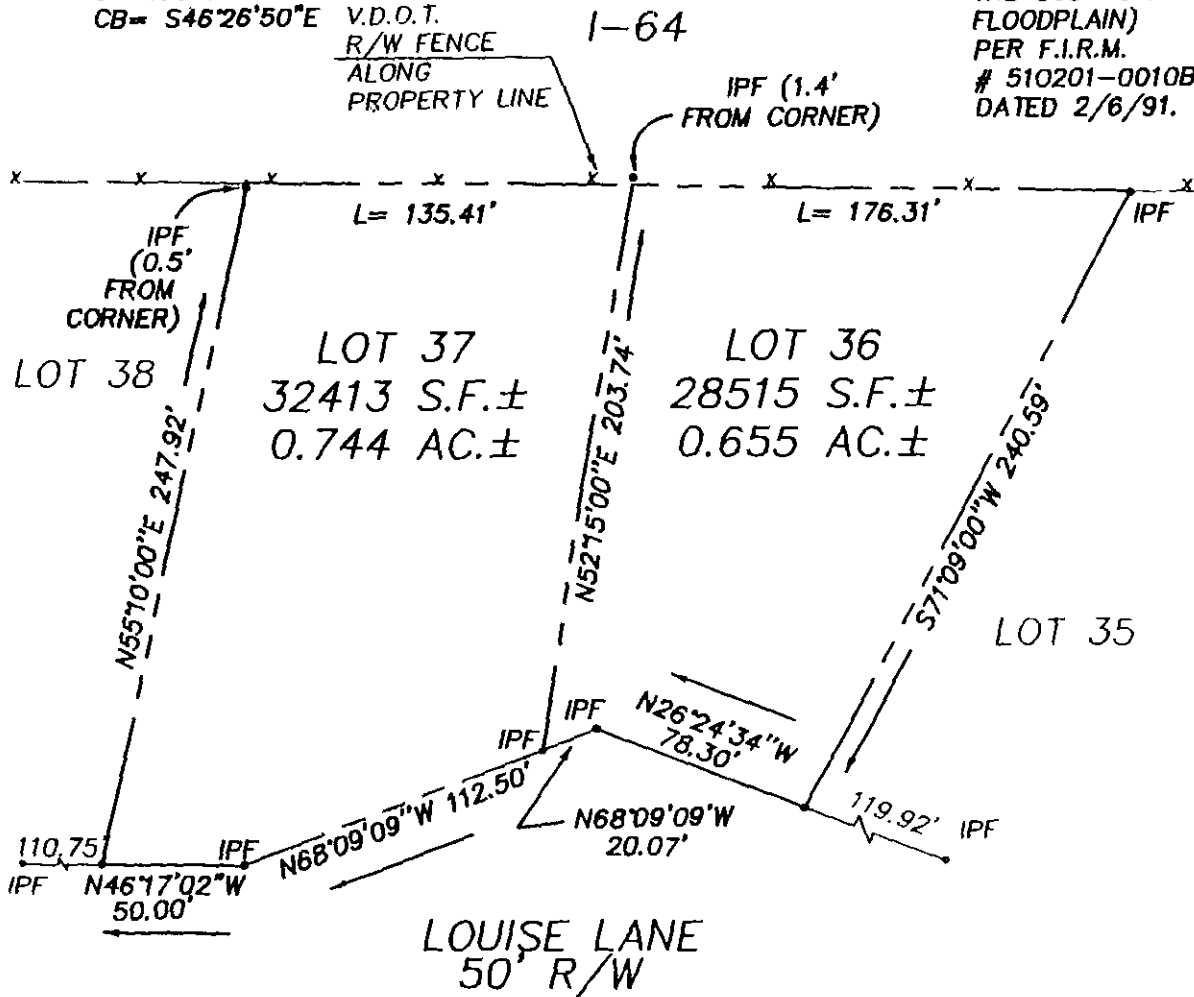 CB= S46°26'50"E
V.D.O.T.
R/W FENCE
ALONG
PROPERTY LINE
I-64
FLOODPLAIN)
PER F.I.R.M.
# 510201-0010B
DATED 2/6/91.
IPF (1.4'
FROM CORNER)
L= 135.41'
L= 176.31'
IPF
IPF
(0.5'
FROM
CORNER)
LOT 38
LOT 37
32413 S.F.±
0.744 AC.±
LOT 36
28515 S.F.±
0.655 AC.±
N55°10'00"E 247.92'
N52°15'00"E 203.74'
S71°09'00"W 240.59'
LOT 35
IPF
IPF
N26°24'34"W
78.30'
N68°09'09"W 112.50'
N68°09'09'W
20.07'
119.92'
IPF
110.75'
IPF
IPF
N46°17'02"W
50.00'
LOUISE LANE
50' R/W